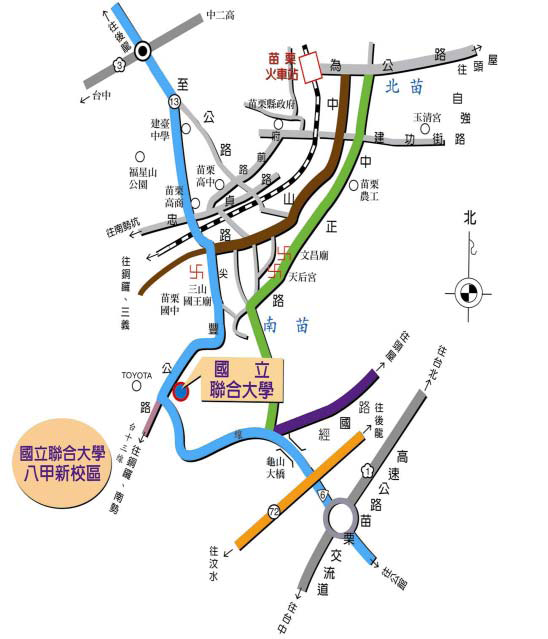 往後龍
中二高
3
台中
13
至公路
建臺
中學
福星山
公園
苗栗
高商
苗栗
高中
苗栗縣政府
府前路
苗栗
火車站
為公路
往頭屋
北苗
自強路
玉清宮
建功街
中山路
中正路
苗栗
農工
忠貞路
往南勢坑
往銅鑼、三義
苗栗
國中
三山
國王廟
尖豐公路
文昌廟
天后宮
南苗
北
TOYOTA
國立
聯合大學
國立聯合大學
八甲新校區
台十三線
往銅鑼、南勢
往頭屋
往台北
往後龍
經國路
龜山
大橋
6
72
1
高速公路
苗栗交流道
往汶水
往公館
往台中